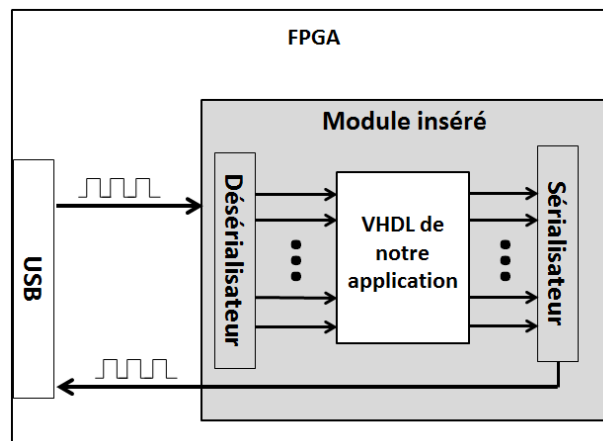 FPGA
Module inséré
USB
Désérialisateur
VHDL de
notre
application
Sérialisateur